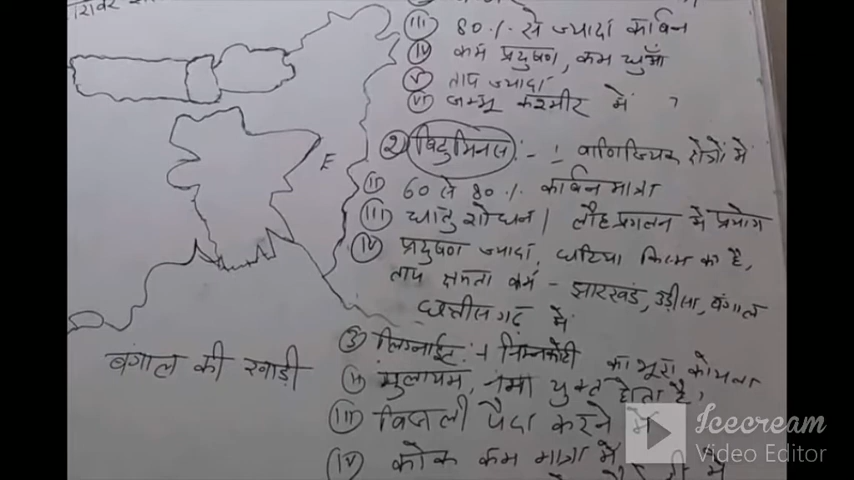 (iii) 80% से ज्यादा कार्बन
(iv) कम प्रदुषण, कम धुआँ
(v) ताप ज्यादा
(vi) जम्मू कश्मीर में
(2) बिटुमिनस :- वाणिज्यिक क्षेत्रों में
(ii) 60 से 80% कार्बन मात्रा
(iii) धातु शोधन / लौह प्रगलन में प्रयोग
(iv) प्रदुषण ज्यादा, घटिया किस्म का है,
ताप क्षमता कम - झारखंड, उड़ीसा, बंगाल
छत्तीसगढ़ में
(3) लिग्नाईट : निम्नकोटी का भूरा कोयला
(ii) मुलायम, नमी युक्त होता है,
(iii) बिजली पैदा करने में
(iv) कोक कम मात्रा में
E
बंगाल की खाड़ी
Icecream
Video Editor